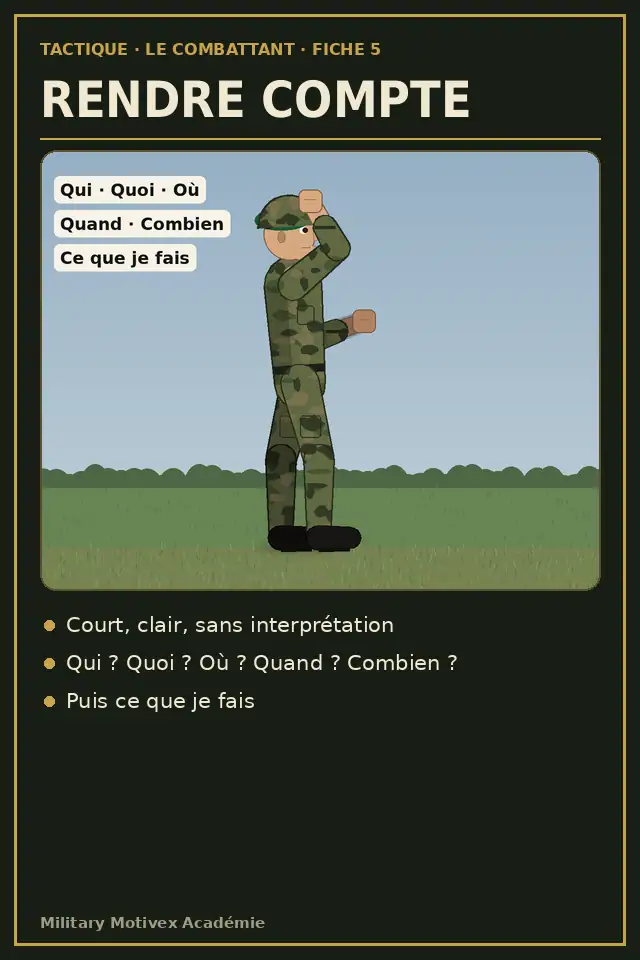 TACTIQUE · LE COMBATTANT · FICHE 5
RENDRE COMPTE
Qui · Quoi · Où
Quand · Combien
Ce que je fais
Court, clair, sans interprétation
Qui ? Quoi ? Où ? Quand ? Combien ?
Puis ce que je fais
Military Motivex Académie